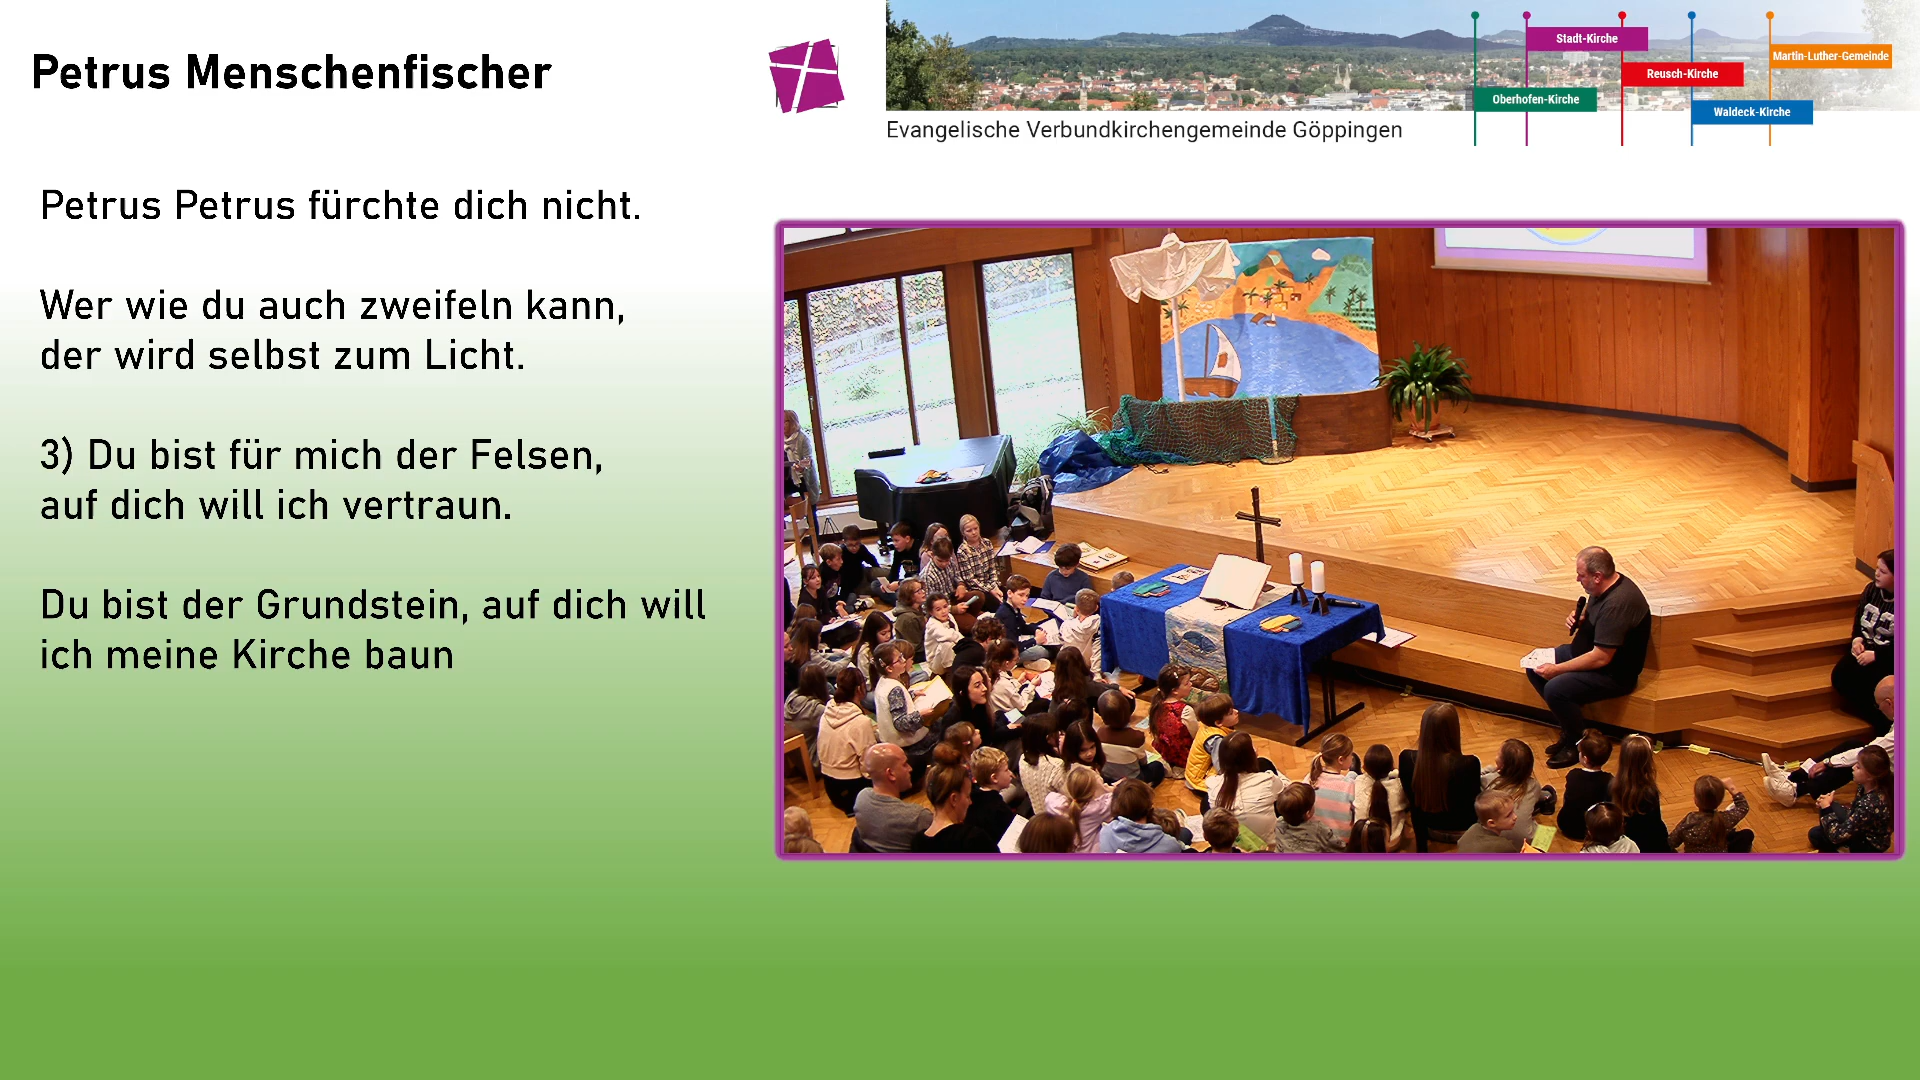 Petrus Menschenfischer
Stadt-Kirche
Martin-Luther-Gemeinde
Reusch-Kirche
Oberhofen-Kirche
Waldeck-Kirche
Evangelische Verbundkirchengemeinde Göppingen
Petrus Petrus fürchte dich nicht.
Wer wie du auch zweifeln kann,
der wird selbst zum Licht.
3) Du bist für mich der Felsen,
auf dich will ich vertraun.
Du bist der Grundstein, auf dich will
ich meine Kirche baun